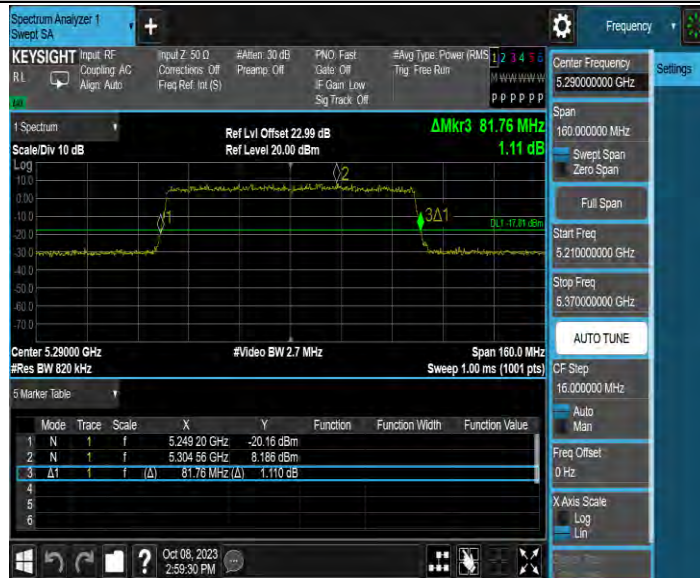 Spectrum Analyzer 1
Swept SA
+
Frequency
KEYSIGHT
RL
Input: RF
Coupling: AC
Align: Auto
Input Z: 50 Ω
Corrections: Off
Freq Ref: Int (S)
#Atten: 30 dB
Preamp: Off
PNO: Fast
Gate: Off
IF Gain: Low
Sig Track: Off
#Avg Type: Power (RMS
Trig: Free Run
1 2 3 4 5 6
M W W W W W
P P P P P P
1 Spectrum
Scale/Div 10 dB
Ref Lvl Offset 22.99 dB
Ref Level 20.00 dBm
ΔMkr3 81.76 MHz
1.11 dB
Log
10.0
0.00
-10.0
-20.0
-30.0
-40.0
-50.0
-60.0
-70.0
1
2
3Δ1
DL1 -17.81 dBm
Center 5.29000 GHz
#Res BW 820 kHz
#Video BW 2.7 MHz
Span 160.0 MHz
Sweep 1.00 ms (1001 pts)
5 Marker Table
Mode Trace Scale X Y Function Function Width Function Value
1 N 1 f 5.249 20 GHz -20.16 dBm
2 N 1 f 5.304 56 GHz 8.186 dBm
3 Δ1 1 f (Δ) 81.76 MHz (Δ) 1.110 dB
4
5
6
Oct 08, 2023
2:59:30 PM
?
Center Frequency
5.290000000 GHz
Settings
Span
160.000000 MHz
Swept Span
Zero Span
Full Span
Start Freq
5.210000000 GHz
Stop Freq
5.370000000 GHz
AUTO TUNE
CF Step
16.000000 MHz
Auto
Man
Freq Offset
0 Hz
X Axis Scale
Log
Lin